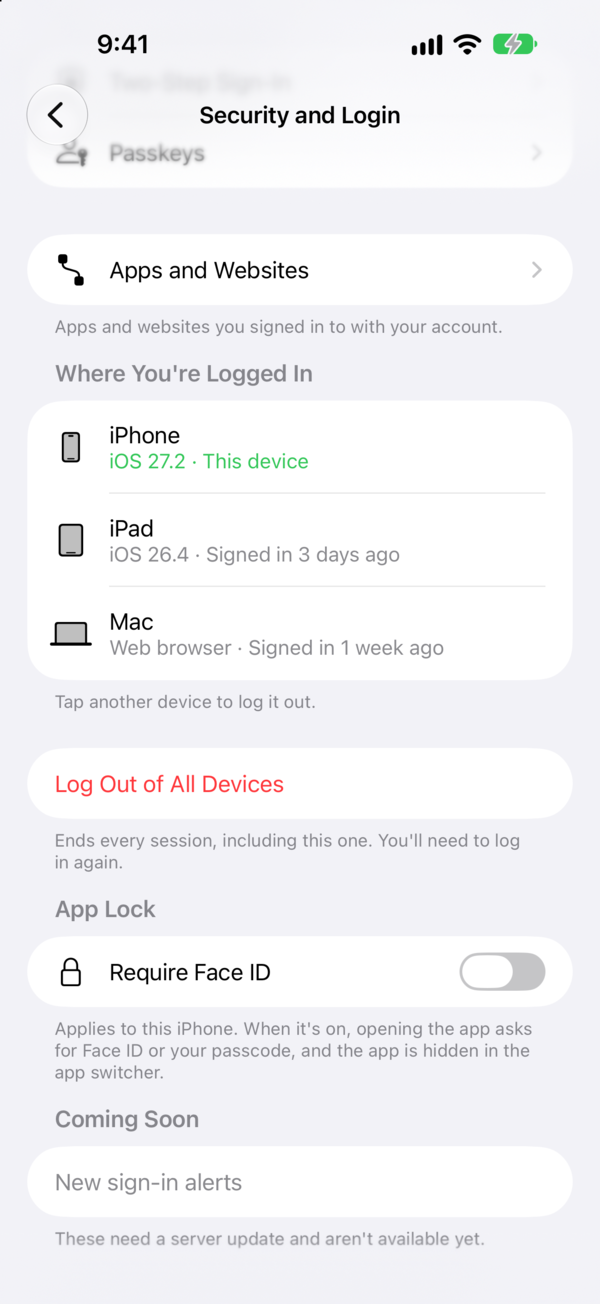 9:41
Two-Step Sign-In
Security and Login
Passkeys
Apps and Websites
Apps and websites you signed in to with your account.
Where You're Logged In
iPhone
iOS 27.2 · This device
iPad
iOS 26.4 · Signed in 3 days ago
Mac
Web browser · Signed in 1 week ago
Tap another device to log it out.
Log Out of All Devices
Ends every session, including this one. You'll need to log
in again.
App Lock
Require Face ID
Applies to this iPhone. When it's on, opening the app asks
for Face ID or your passcode, and the app is hidden in the
app switcher.
Coming Soon
New sign-in alerts
These need a server update and aren't available yet.